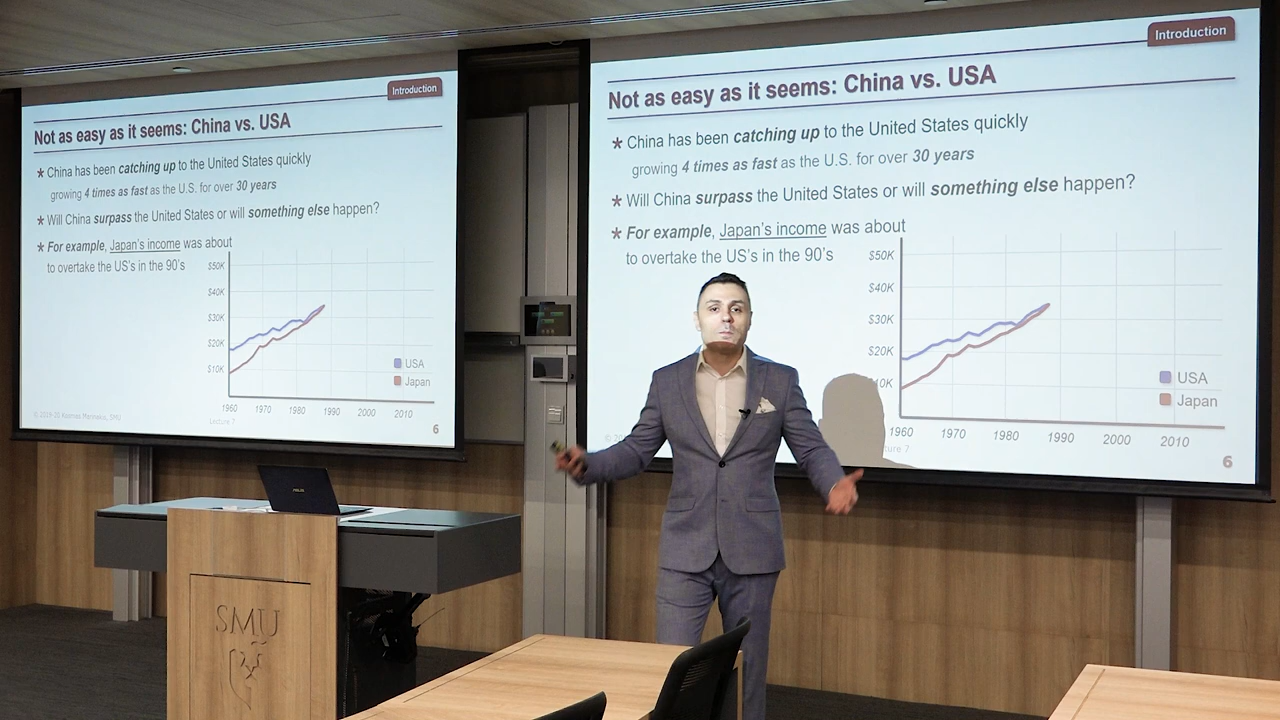 Introduction
Not as easy as it seems: China vs. USA
* China has been catching up to the United States quickly
growing 4 times as fast as the U.S. for over 30 years
* Will China surpass the United States or will something else happen?
* For example, Japan's income was about
to overtake the US's in the 90's
$50K
$40K
$30K
$20K
$10K
USA
Japan
1960 1970 1980 1990 2000 2010
Lecture 7
6
Introduction
Not as easy as it seems: China vs. USA
* China has been catching up to the United States quickly
growing 4 times as fast as the U.S. for over 30 years
* Will China surpass the United States or will something else happen?
* For example, Japan's income was about
to overtake the US's in the 90's
$50K
$40K
$30K
$20K
10K
USA
Japan
1960 1970 1980 1990 2000 2010
ture 7
6
ASUS
SMU